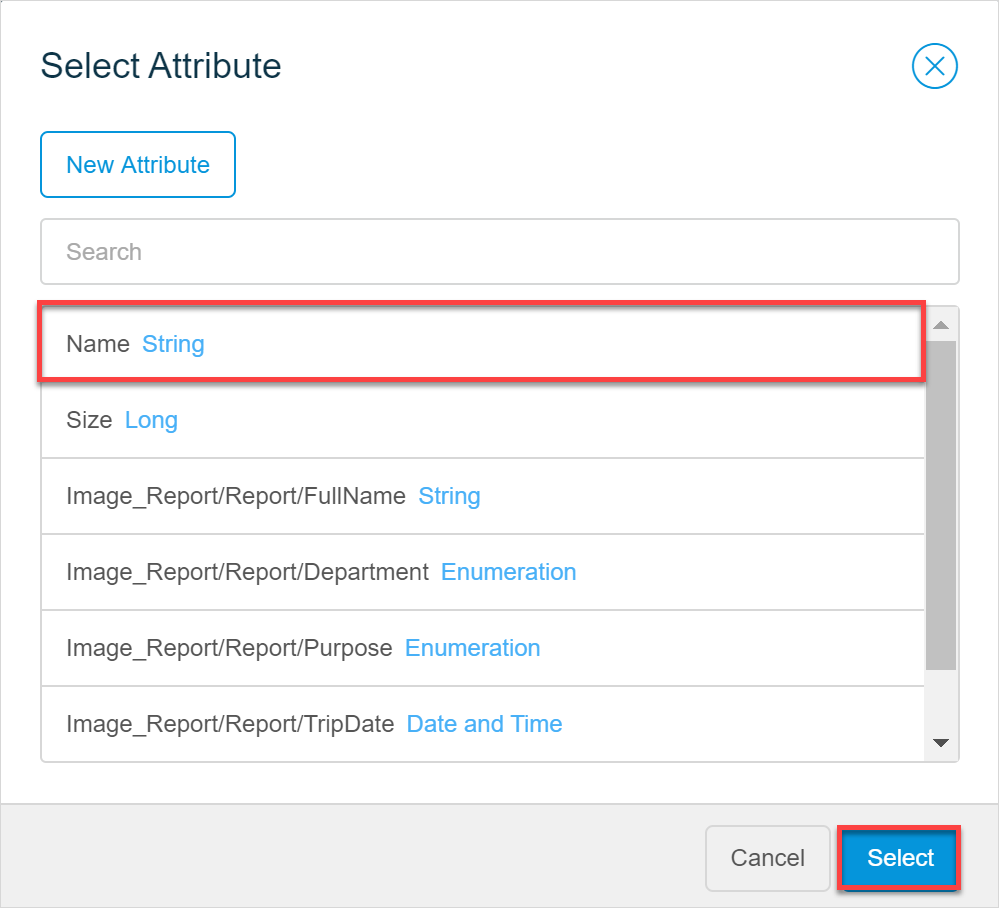 Select Attribute
New Attribute
Search
Name String
Size Long
Image_Report/Report/FullName String
Image_Report/Report/Department Enumeration
Image_Report/Report/Purpose Enumeration
Image_Report/Report/TripDate Date and Time
Cancel Select